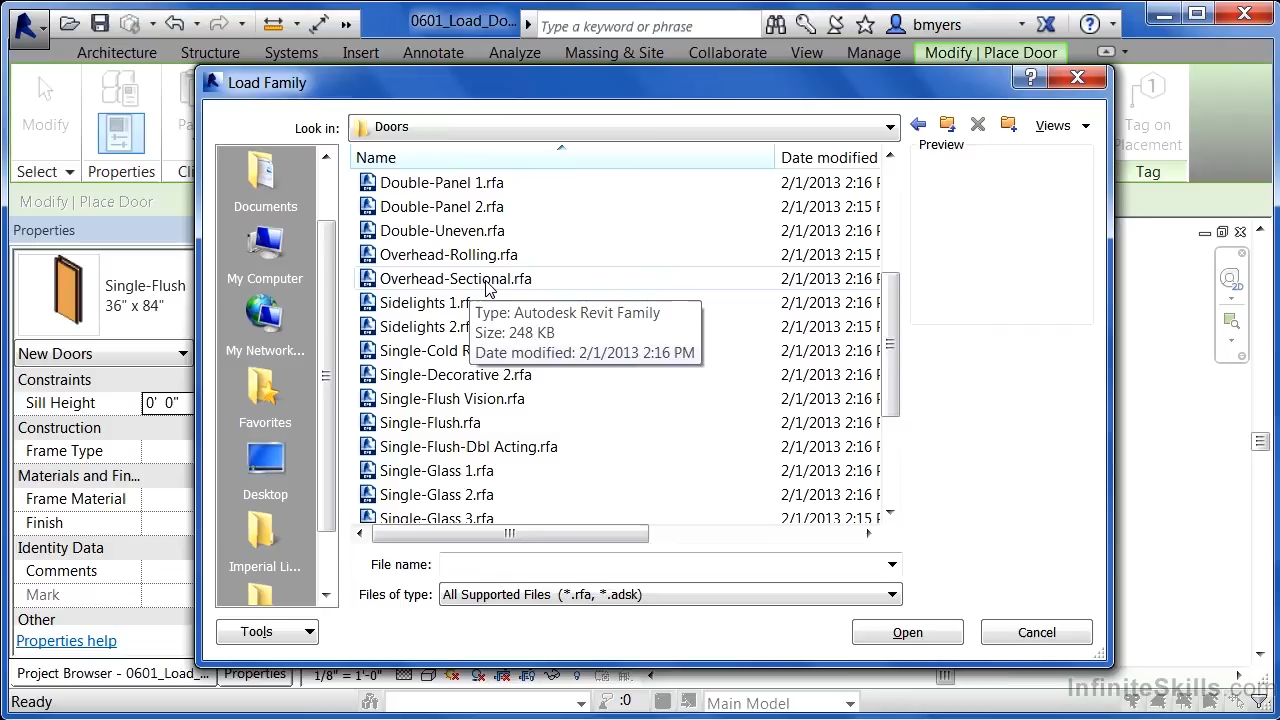 0601_Load_Do...
Type a keyword or phrase
bmyers
Architecture Structure Systems Insert Annotate Analyze Massing & Site Collaborate View Manage Modify | Place Door
Modify
Select
Properties
Tag on
Placement
Tag
Modify | Place Door
Properties
Single-Flush
36" x 84"
New Doors
Constraints
Sill Height 0' 0"
Construction
Frame Type
Materials and Fin...
Frame Material
Finish
Identity Data
Comments
Mark
Other
Properties help
Load Family
Look in: Doors
Views
Documents
My Computer
My Network...
Favorites
Desktop
Imperial Li...
Name Date modified
Double-Panel 1.rfa 2/1/2013 2:16 P
Double-Panel 2.rfa 2/1/2013 2:15 P
Double-Uneven.rfa 2/1/2013 2:16 P
Overhead-Rolling.rfa 2/1/2013 2:15 P
Overhead-Sectional.rfa 2/1/2013 2:16 P
Sidelights 1.rf 2/1/2013 2:16 P
Sidelights 2.rf 2/1/2013 2:15 P
Single-Cold R 2/1/2013 2:16 P
Single-Decorative 2.rfa 2/1/2013 2:16 P
Single-Flush Vision.rfa 2/1/2013 2:16 P
Single-Flush.rfa 2/1/2013 2:16 P
Single-Flush-Dbl Acting.rfa 2/1/2013 2:16 P
Single-Glass 1.rfa 2/1/2013 2:16 P
Single-Glass 2.rfa 2/1/2013 2:16 P
Single-Glass 3.rfa 2/1/2013 2:15 P
Type: Autodesk Revit Family
Size: 248 KB
Date modified: 2/1/2013 2:16 PM
Preview
File name:
Files of type: All Supported Files (*.rfa, *.adsk)
Tools
Open
Cancel
Project Browser - 0601_Load_... Properties 1/8" = 1'-0"
Ready
:0
Main Model
InfiniteSkills.com